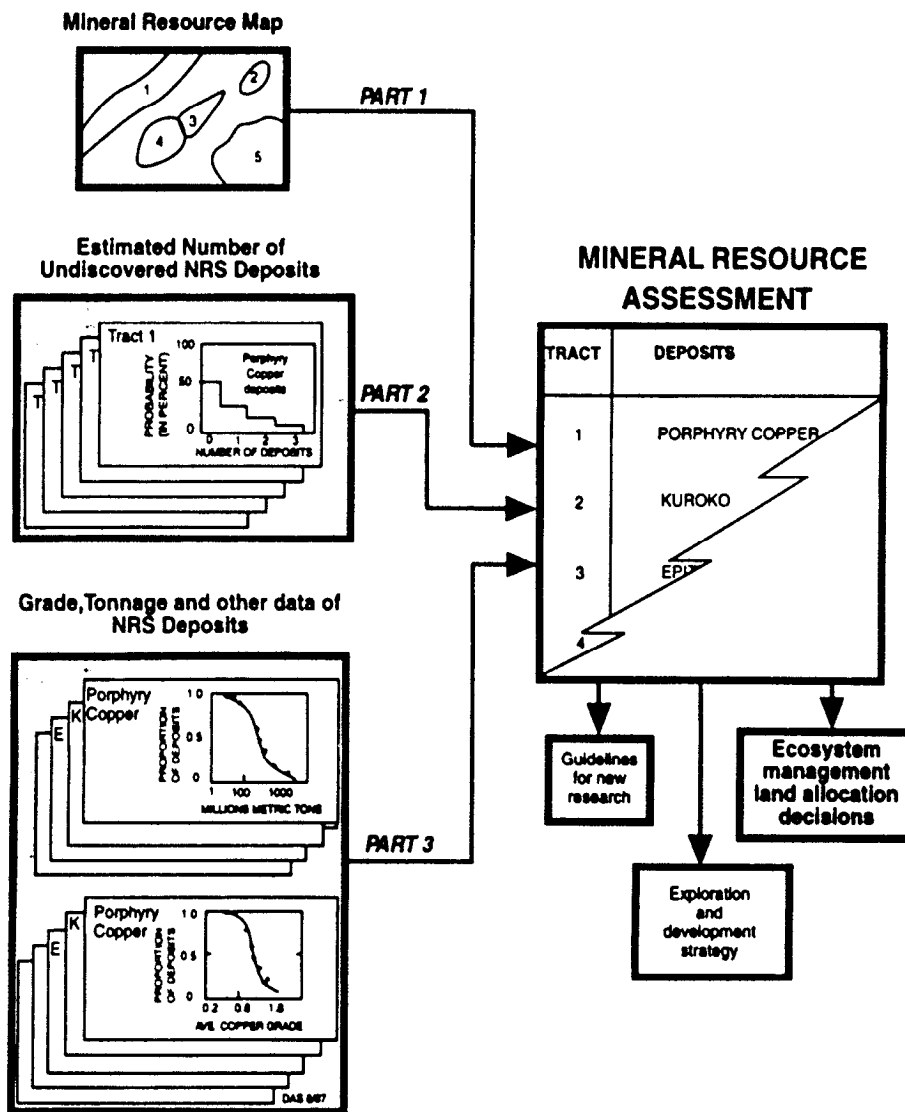 Mineral Resource Map
1
2
3
4
5
PART 1
Estimated Number of
Undiscovered NRS Deposits
T
T
T
T
Tract 1
PROBABILITY
(IN PERCENT)
100
50
0
Porphyry
Copper
deposits
0 1 2 3
NUMBER OF DEPOSITS
PART 2
Grade,Tonnage and other data of
NRS Deposits
E
K
Porphyry
Copper
PROPORTION
OF DEPOSITS
1 0
0 5
0
1 100 1000
MILLIONS METRIC TONS
PART 3
E
K
Porphyry
Copper
PROPORTION
OF DEPOSITS
1 0
0 5
0
0.2 0.8 1.8
AVE. COPPER GRADE
DAS 8/87
MINERAL RESOURCE
ASSESSMENT
TRACT DEPOSITS
1 PORPHYRY COPPER
2 KUROKO
3 EPIT
4
Guidelines
for new
research
Exploration
and
development
strategy
Ecosystem
management
land allocation
decisions